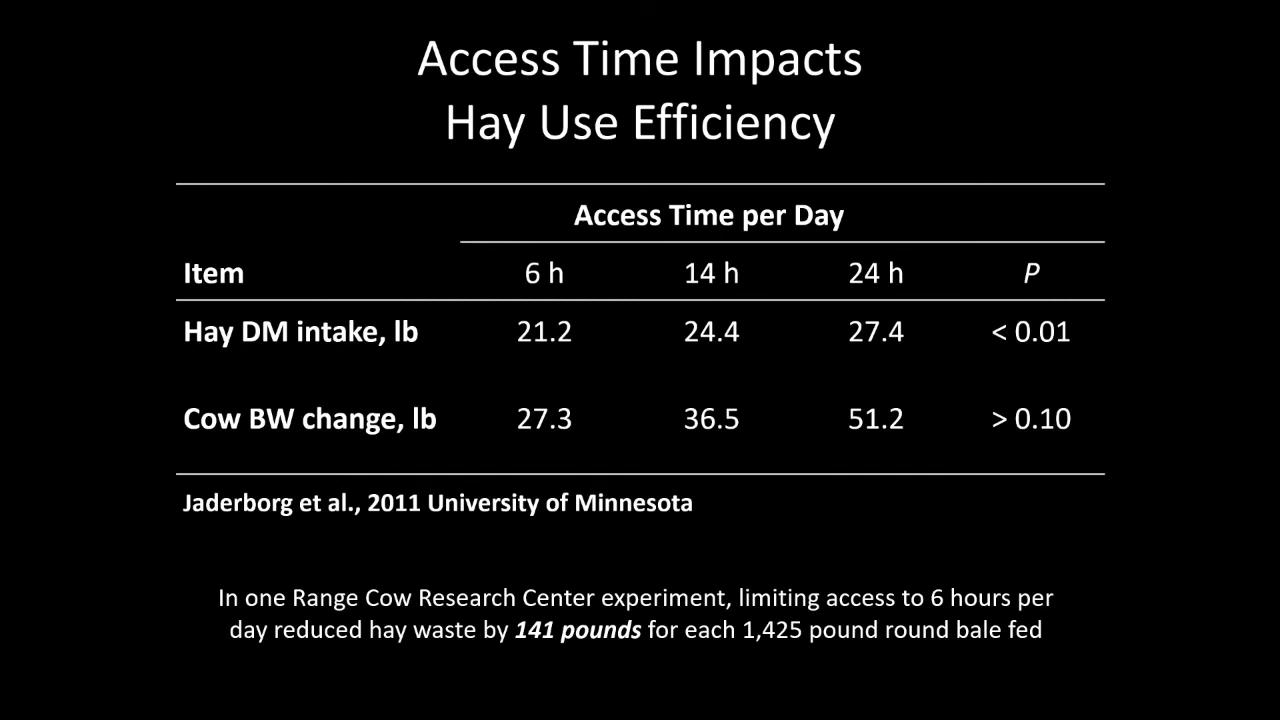 Access Time Impacts
Hay Use Efficiency
Access Time per Day
Item 6 h 14 h 24 h P
Hay DM intake, lb 21.2 24.4 27.4 < 0.01
Cow BW change, lb 27.3 36.5 51.2 > 0.10
Jaderborg et al., 2011 University of Minnesota
In one Range Cow Research Center experiment, limiting access to 6 hours per
day reduced hay waste by 141 pounds for each 1,425 pound round bale fed